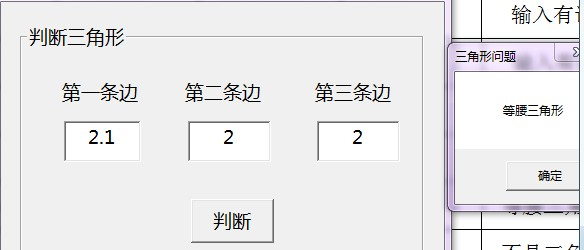 输入有
判断三角形
三角形问题
第一条边 第二条边 第三条边
等腰三角形
2.1 2 2
确定
判断